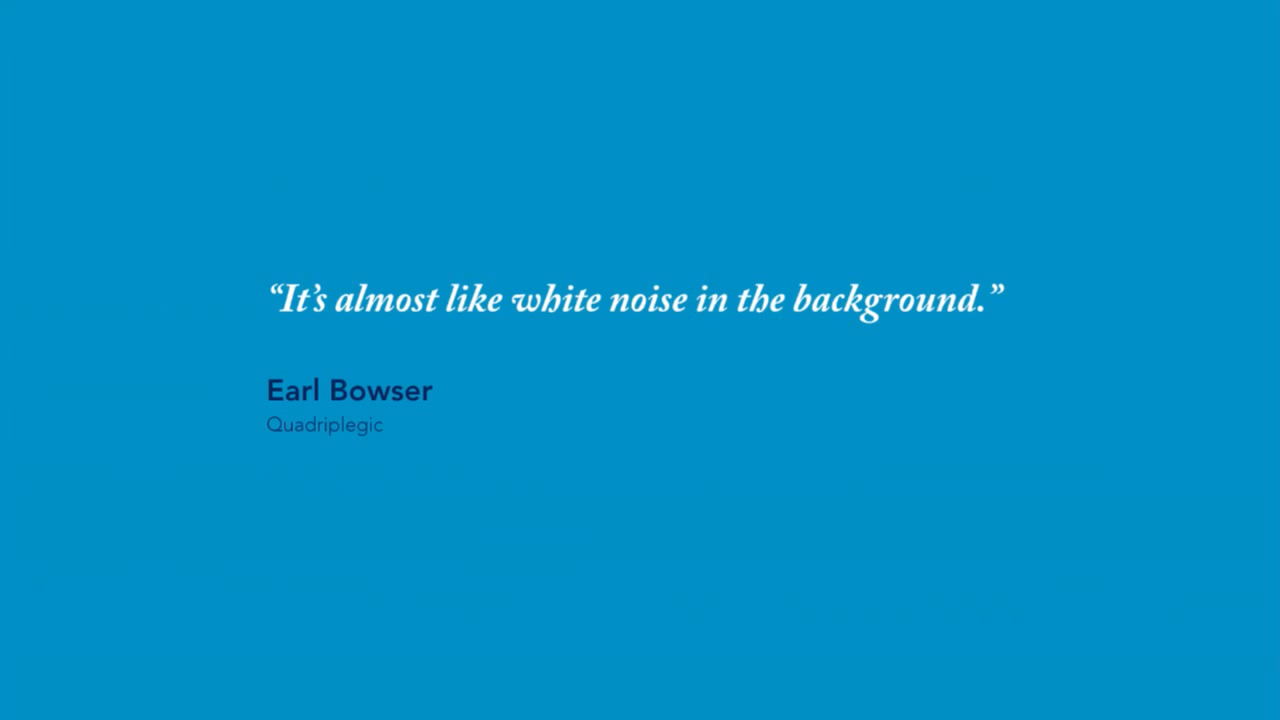 “It’s almost like white noise in the background.”
Earl Bowser
Quadriplegic